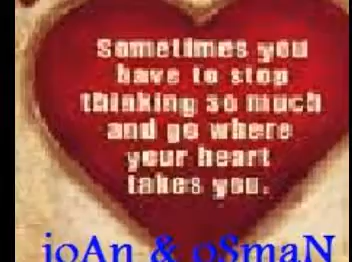 Sometimes you
have to stop
thinking so much
and go where
your heart
takes you.
joAn & oSmaN